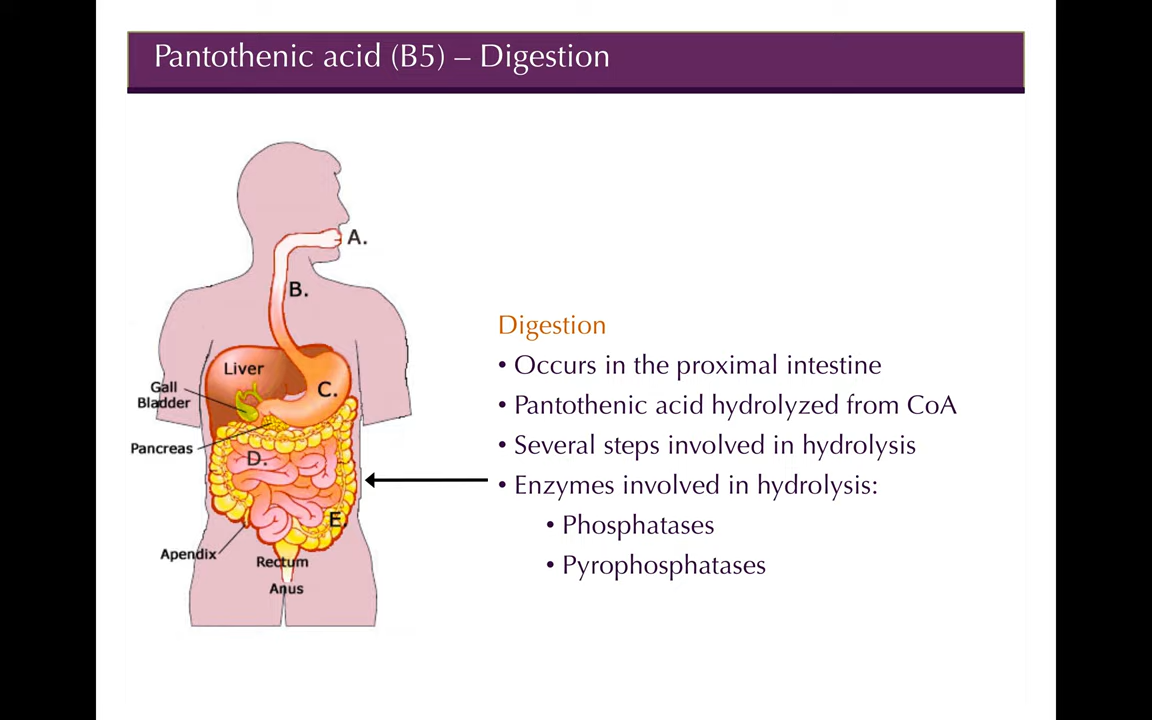 Pantothenic acid (B5) – Digestion
A.
B.
Liver
C.
Gall
Bladder
Pancreas
D.
E.
Apendix
Rectum
Anus
Digestion
• Occurs in the proximal intestine
• Pantothenic acid hydrolyzed from CoA
• Several steps involved in hydrolysis
• Enzymes involved in hydrolysis:
• Phosphatases
• Pyrophosphatases